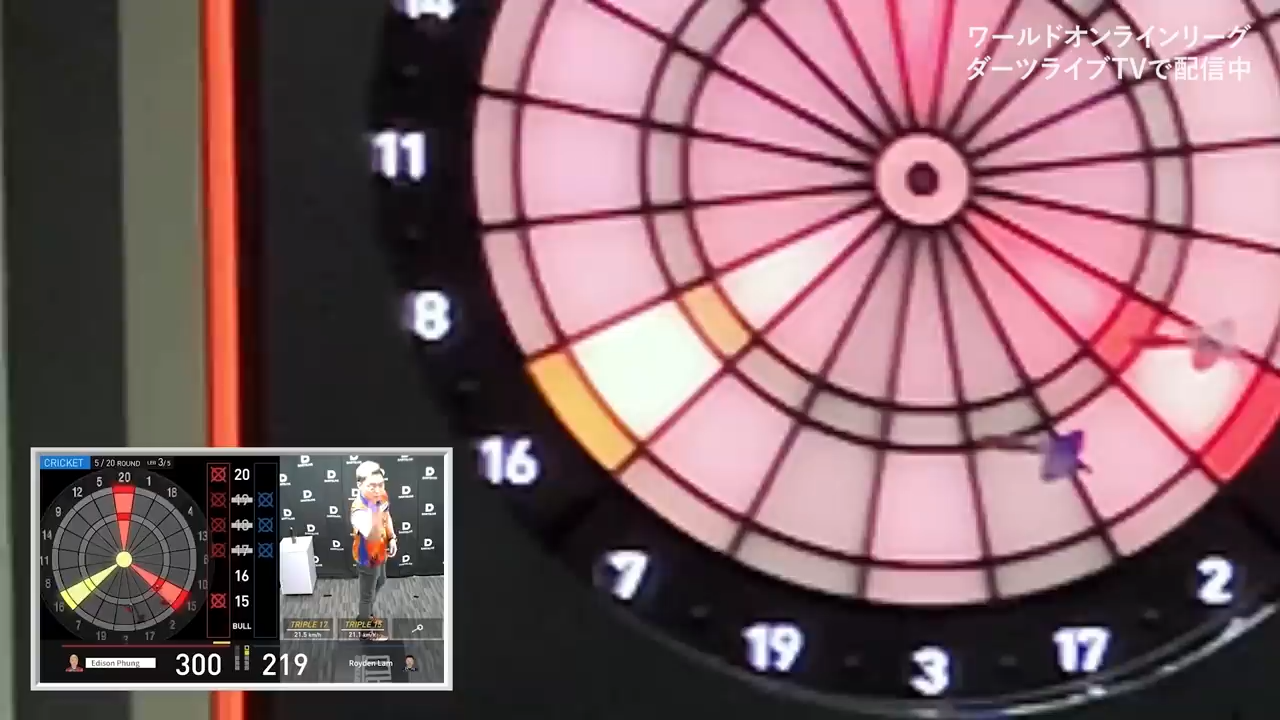 ワールドオンラインリーグ
ダーツライブTVで配信中
14
11
8
16
7
19
3
17
2
CRICKET 5/20 ROUND LEG 3/5
20
19
18
17
16
15
BULL
12 5 20 1 18
9 4
14 13
11 6
8 10
16 15
7 19 3 17 2
TRIPLE 17 TRIPLE 15
21.5 km/h 21.1 km/h
Edison Phung 300 219 Royden Lam